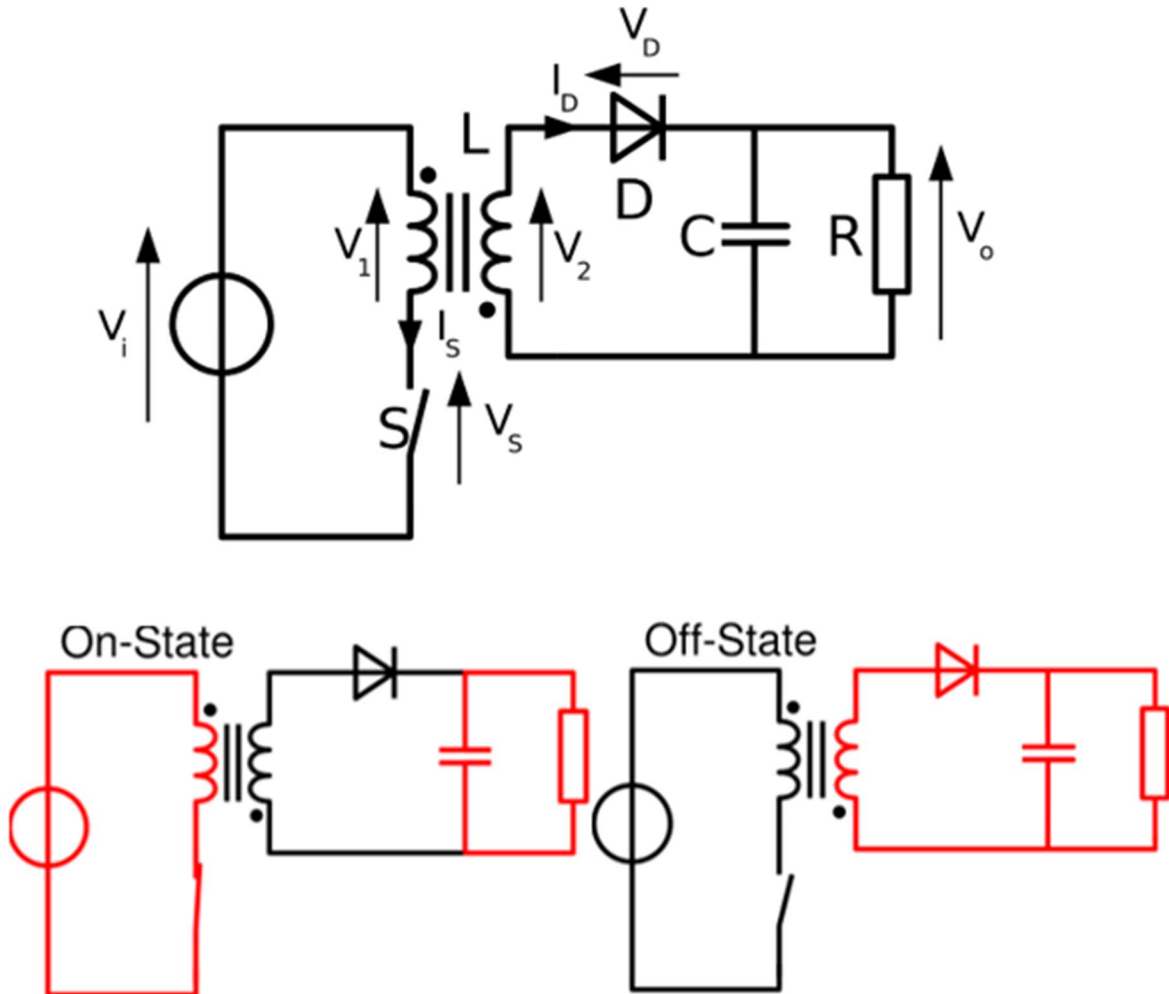 V_D
I_D
L
D
V_i
V_1
V_2
C
R
V_o
I_S
S
V_S
On-State
Off-State